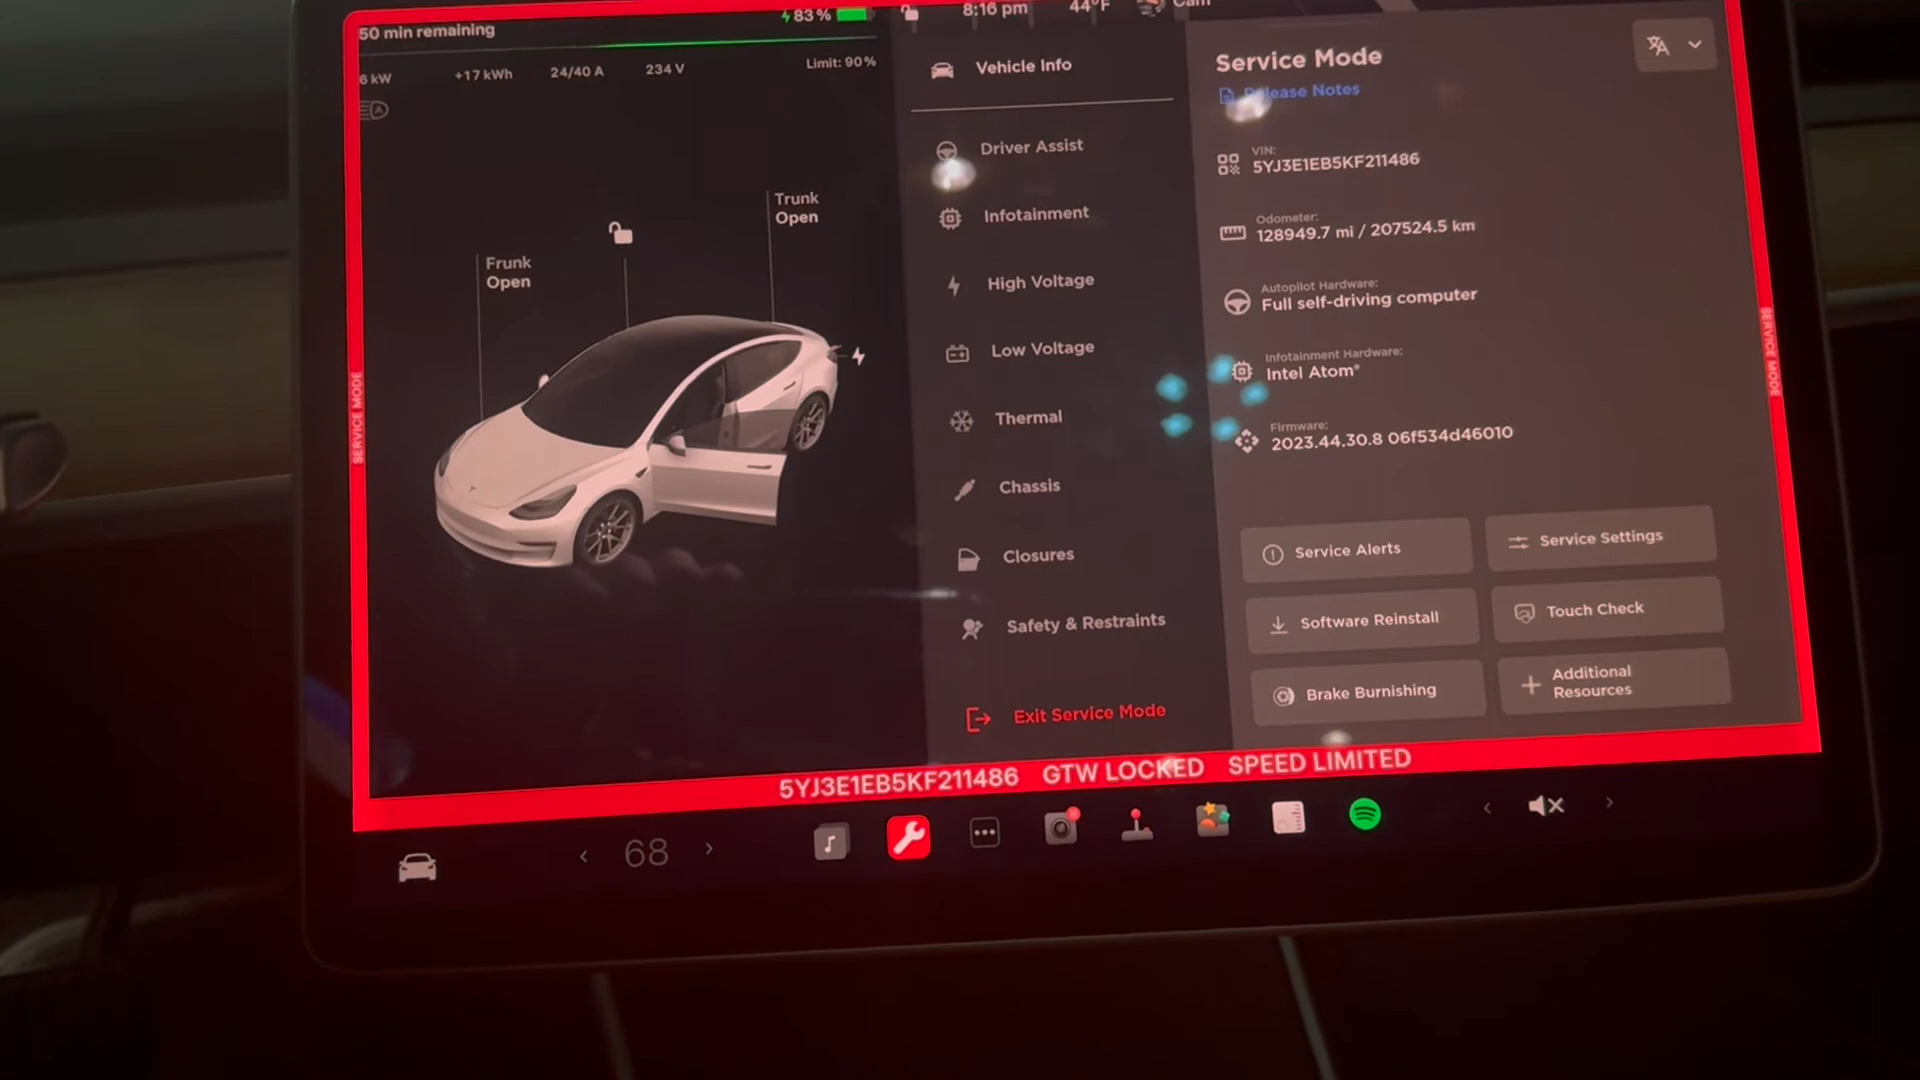 50 min remaining
83 %
8:16 pm
44°F
6 kW
+17 kWh
24/40 A
234 V
Limit: 90%
Trunk
Open
Frunk
Open
SERVICE MODE
Vehicle Info
Driver Assist
Infotainment
High Voltage
Low Voltage
Thermal
Chassis
Closures
Safety & Restraints
Exit Service Mode
Service Mode
Release Notes
VIN:
5YJ3E1EB5KF211486
Odometer:
128949.7 mi / 207524.5 km
Autopilot Hardware:
Full self-driving computer
Infotainment Hardware:
Intel Atom®
Firmware:
2023.44.30.8 06f534d46010
Service Alerts
Service Settings
Software Reinstall
Touch Check
Brake Burnishing
Additional
Resources
SERVICE MODE
5YJ3E1EB5KF211486 GTW LOCKED SPEED LIMITED
68